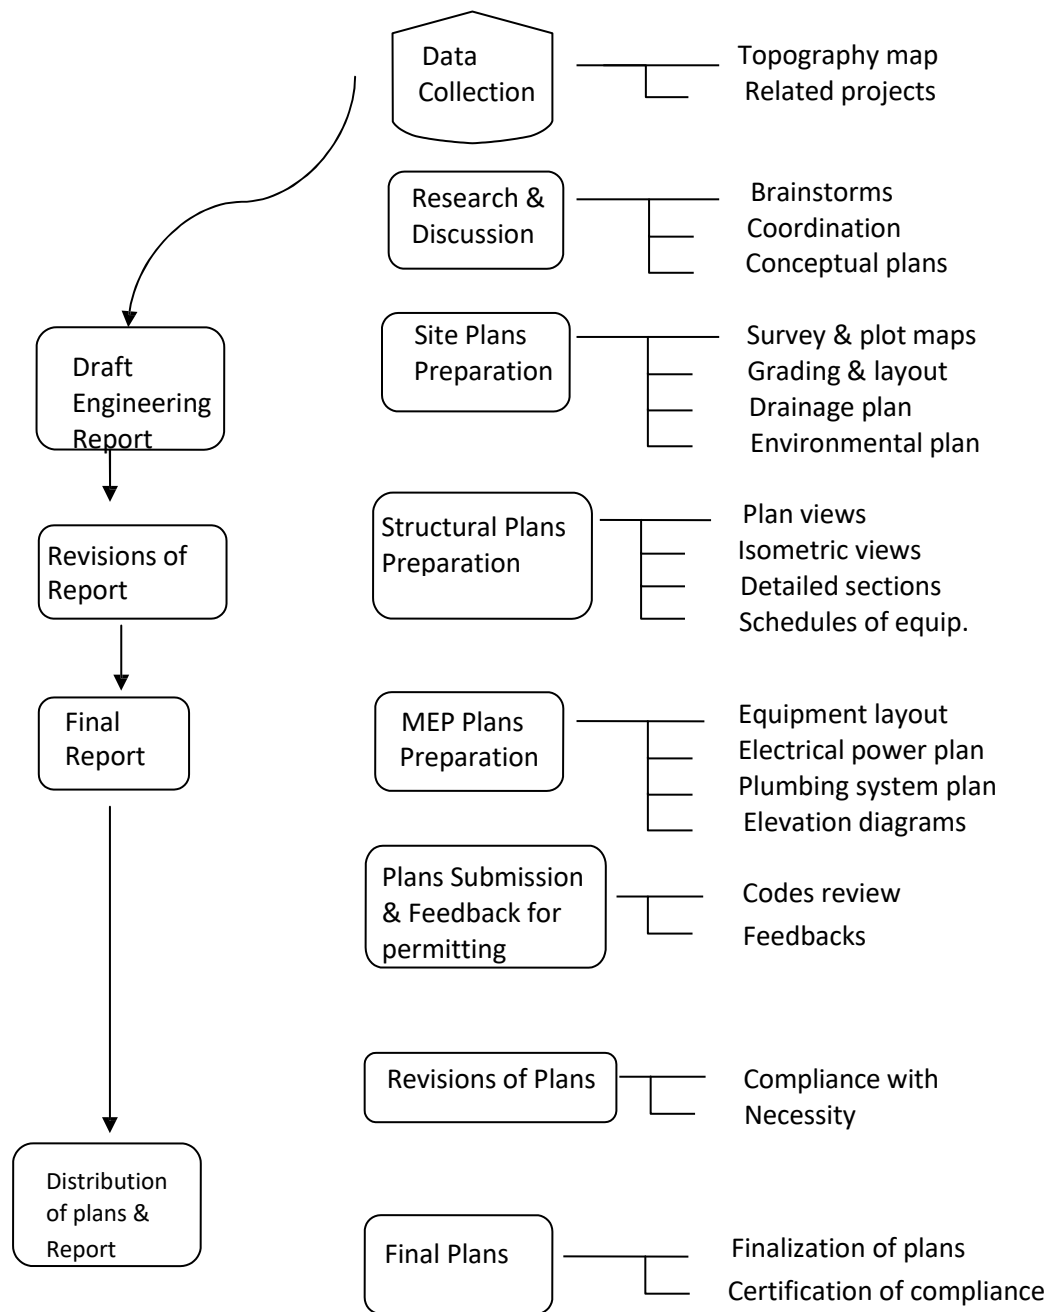 Data
Collection
Topography map
Related projects
Research &
Discussion
Brainstorms
Coordination
Conceptual plans
Site Plans
Preparation
Survey & plot maps
Grading & layout
Drainage plan
Environmental plan
Draft
Engineering
Report
Structural Plans
Preparation
Plan views
Isometric views
Detailed sections
Schedules of equip.
Revisions of
Report
Final
Report
MEP Plans
Preparation
Equipment layout
Electrical power plan
Plumbing system plan
Elevation diagrams
Plans Submission
& Feedback for
permitting
Codes review
Feedbacks
Revisions of Plans
Compliance with
Necessity
Distribution
of plans &
Report
Final Plans
Finalization of plans
Certification of compliance